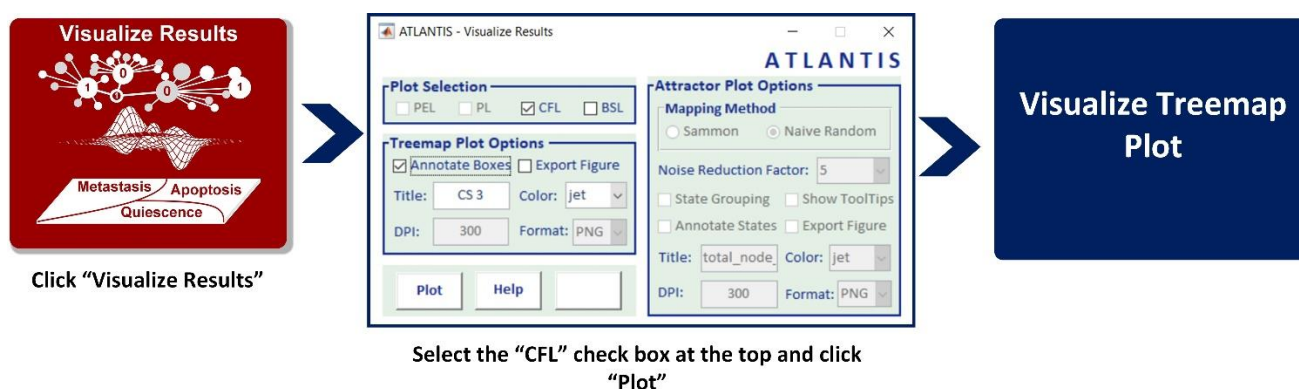 Visualize Results
0
1
1
0
1
Metastasis
Apoptosis
Quiescence
Click “Visualize Results”
ATLANTIS - Visualize Results
ATLANTIS
Plot Selection
PEL PL CFL BSL
Treemap Plot Options
Annotate Boxes Export Figure
Title: CS 3 Color: jet
DPI: 300 Format: PNG
Plot Help
Attractor Plot Options
Mapping Method
Sammon Naive Random
Noise Reduction Factor: 5
State Grouping Show ToolTips
Annotate States Export Figure
Title: total_node_ Color: jet
DPI: 300 Format: PNG
Select the “CFL” check box at the top and click
“Plot”
Visualize Treemap
Plot